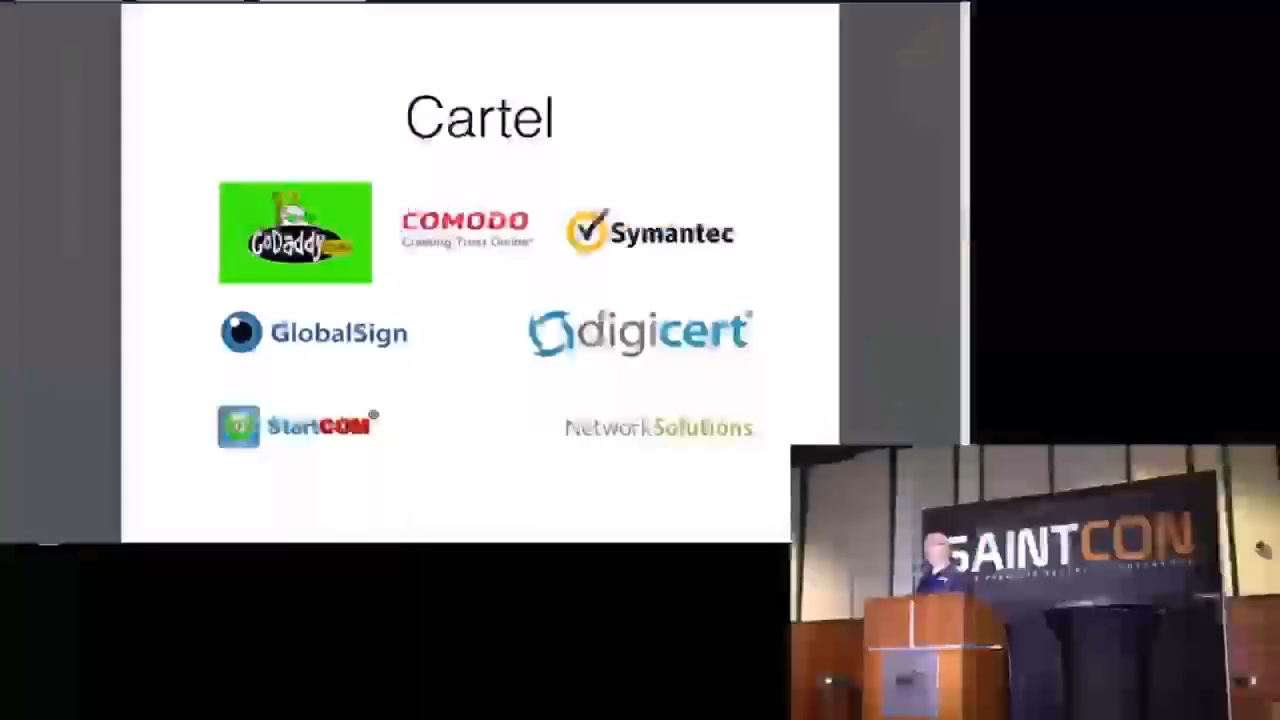 Cartel
GoDaddy
COMODO
Creating Trust Online®
Symantec
GlobalSign
digicert®
StartCOM®
NetworkSolutions
SAINTCON